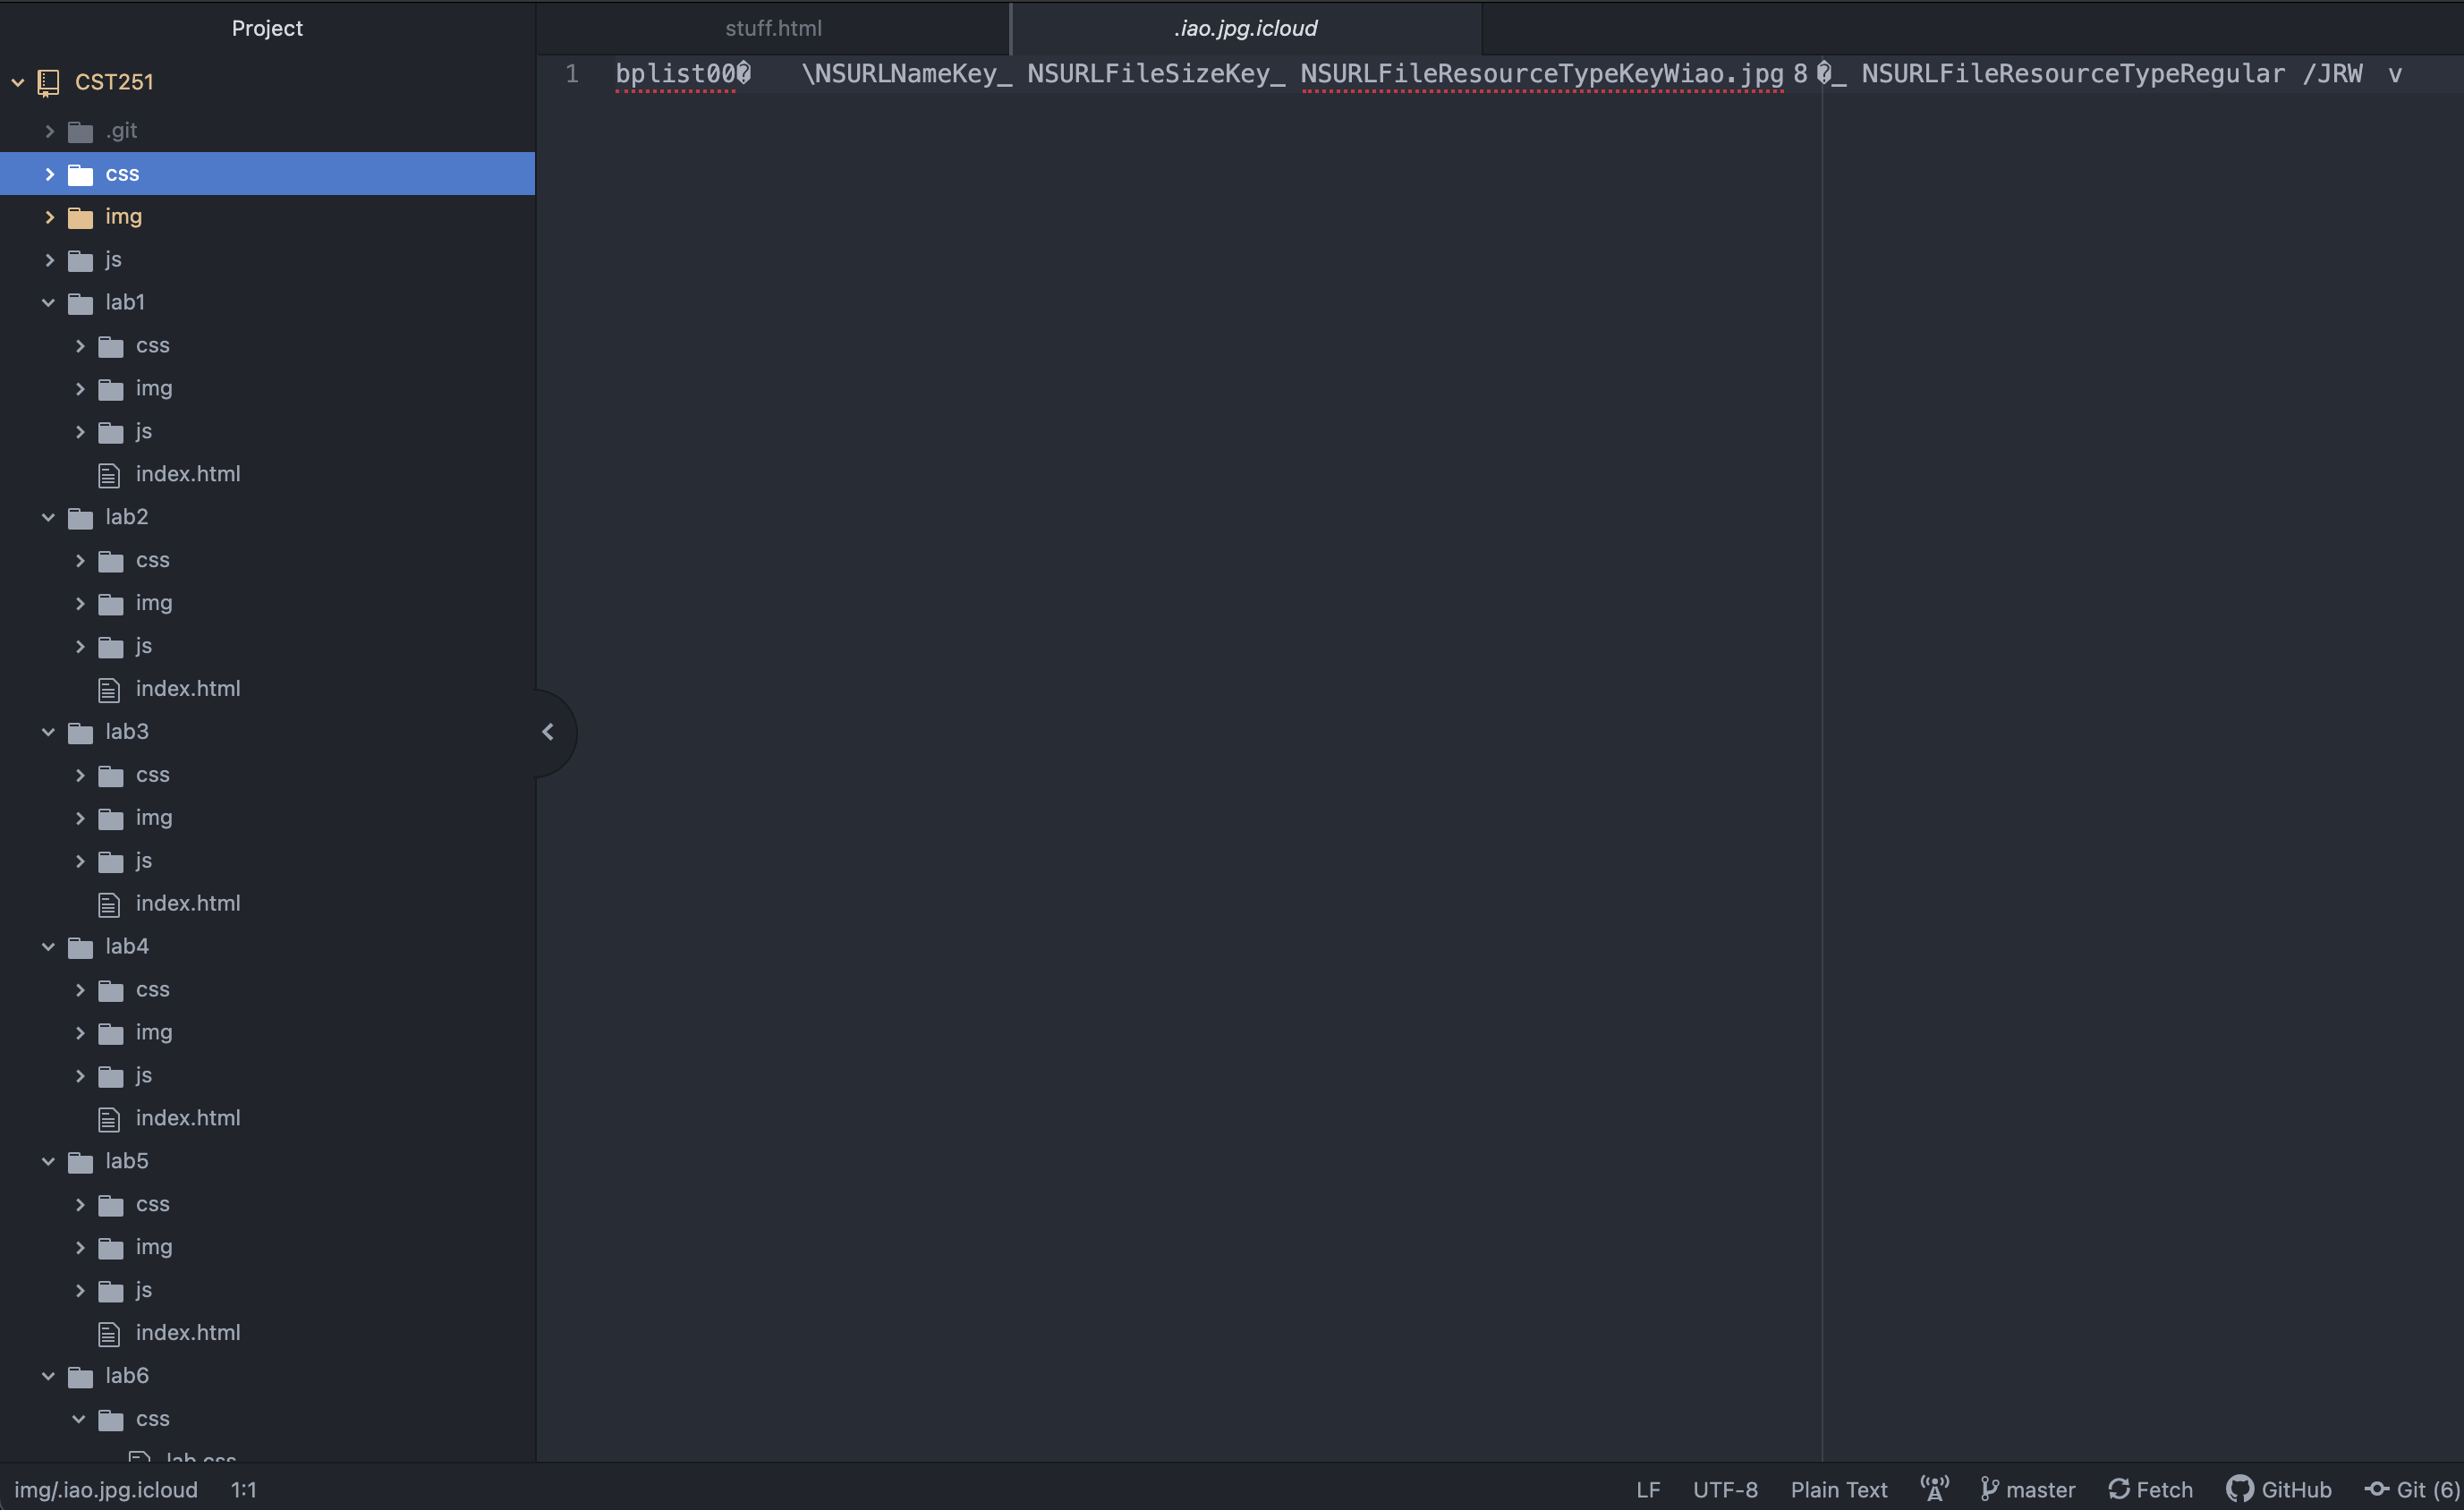 Project
stuff.html
.iao.jpg.icloud
CST251
.git
css
img
js
lab1
css
img
js
index.html
lab2
css
img
js
index.html
lab3
css
img
js
index.html
lab4
css
img
js
index.html
lab5
css
img
js
index.html
lab6
css
lab.css
1 bplist00� \NSURLNameKey_ NSURLFileSizeKey_ NSURLFileResourceTypeKeyWiao.jpg 8 �_ NSURLFileResourceTypeRegular /JRW v
img/.iao.jpg.icloud 1:1 LF UTF-8 Plain Text master Fetch GitHub Git (6)